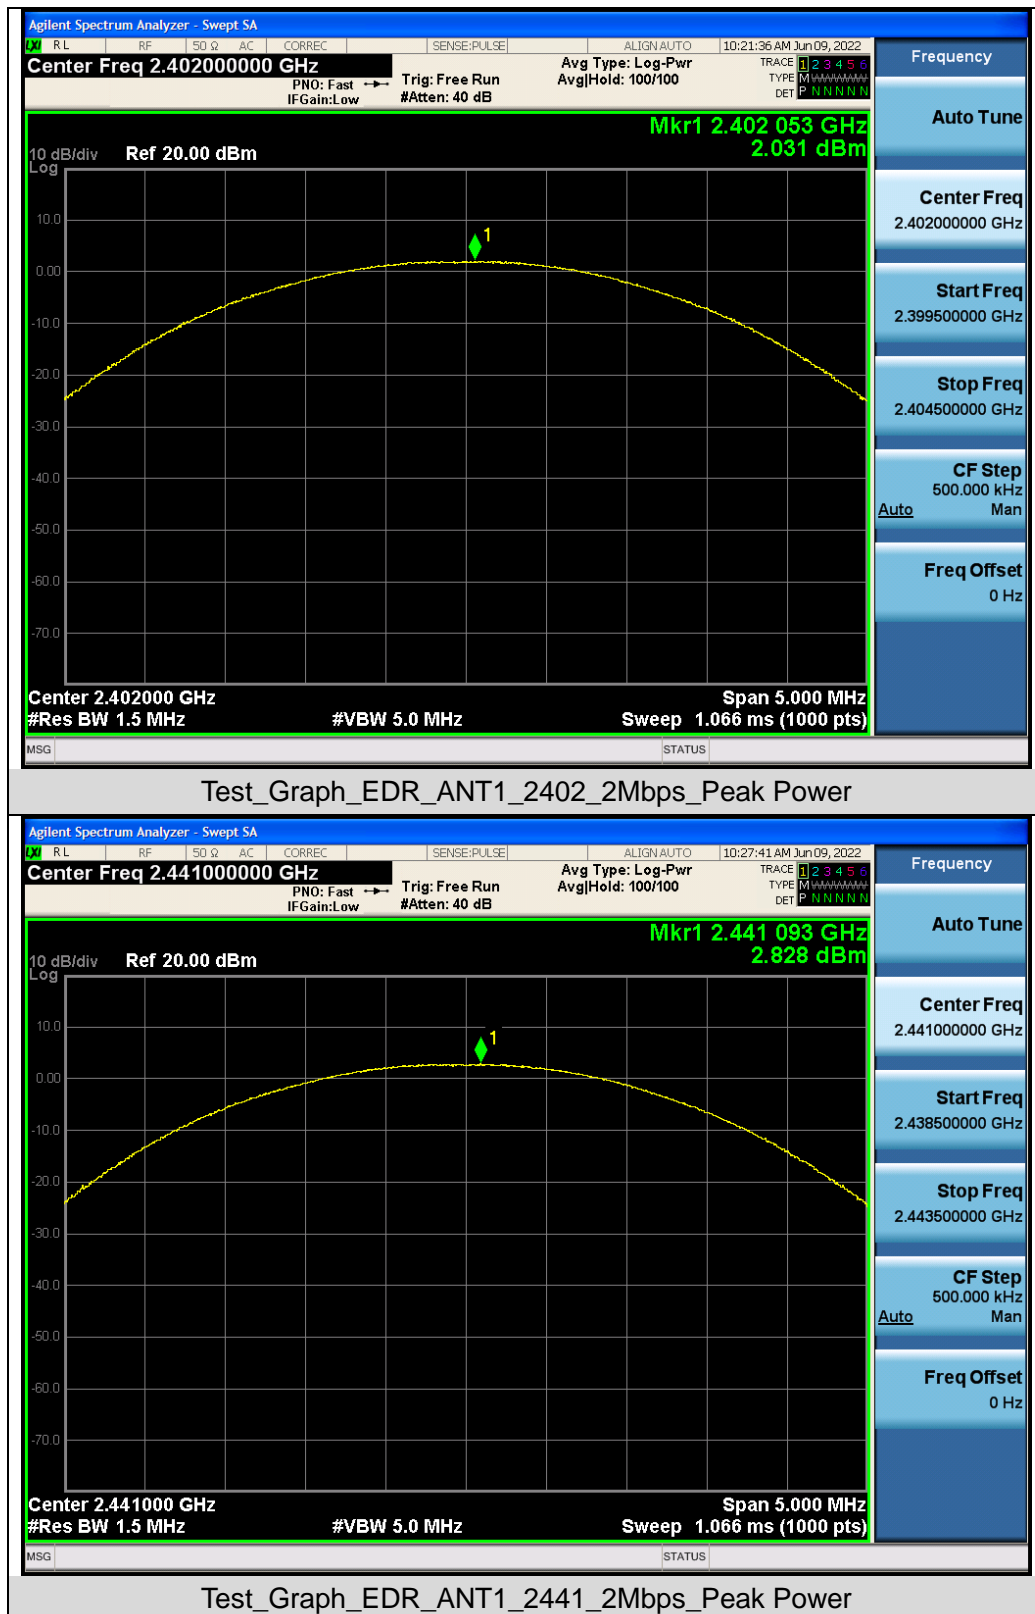 Agilent Spectrum Analyzer - Swept SA
LXI RL RF 50 Ω AC CORREC SENSE:PULSE ALIGN AUTO 10:21:36 AM Jun 09, 2022
Center Freq 2.402000000 GHz
PNO: Fast
IFGain:Low
Trig: Free Run
#Atten: 40 dB
Avg Type: Log-Pwr
Avg|Hold: 100/100
TRACE 1 2 3 4 5 6
TYPE M
DET P N N N N N
Mkr1 2.402 053 GHz
2.031 dBm
10 dB/div Ref 20.00 dBm
Log
10.0
0.00
-10.0
-20.0
-30.0
-40.0
-50.0
-60.0
-70.0
Center 2.402000 GHz Span 5.000 MHz
#Res BW 1.5 MHz #VBW 5.0 MHz Sweep 1.066 ms (1000 pts)
MSG STATUS
Frequency
Auto Tune
Center Freq
2.402000000 GHz
Start Freq
2.399500000 GHz
Stop Freq
2.404500000 GHz
CF Step
500.000 kHz
Auto Man
Freq Offset
0 Hz
1
Test_Graph_EDR_ANT1_2402_2Mbps_Peak Power
Agilent Spectrum Analyzer - Swept SA
LXI RL RF 50 Ω AC CORREC SENSE:PULSE ALIGN AUTO 10:27:41 AM Jun 09, 2022
Center Freq 2.441000000 GHz
PNO: Fast
IFGain:Low
Trig: Free Run
#Atten: 40 dB
Avg Type: Log-Pwr
Avg|Hold: 100/100
TRACE 1 2 3 4 5 6
TYPE M
DET P N N N N N
Mkr1 2.441 093 GHz
2.828 dBm
10 dB/div Ref 20.00 dBm
Log
10.0
0.00
-10.0
-20.0
-30.0
-40.0
-50.0
-60.0
-70.0
Center 2.441000 GHz Span 5.000 MHz
#Res BW 1.5 MHz #VBW 5.0 MHz Sweep 1.066 ms (1000 pts)
MSG STATUS
Frequency
Auto Tune
Center Freq
2.441000000 GHz
Start Freq
2.438500000 GHz
Stop Freq
2.443500000 GHz
CF Step
500.000 kHz
Auto Man
Freq Offset
0 Hz
1
Test_Graph_EDR_ANT1_2441_2Mbps_Peak Power